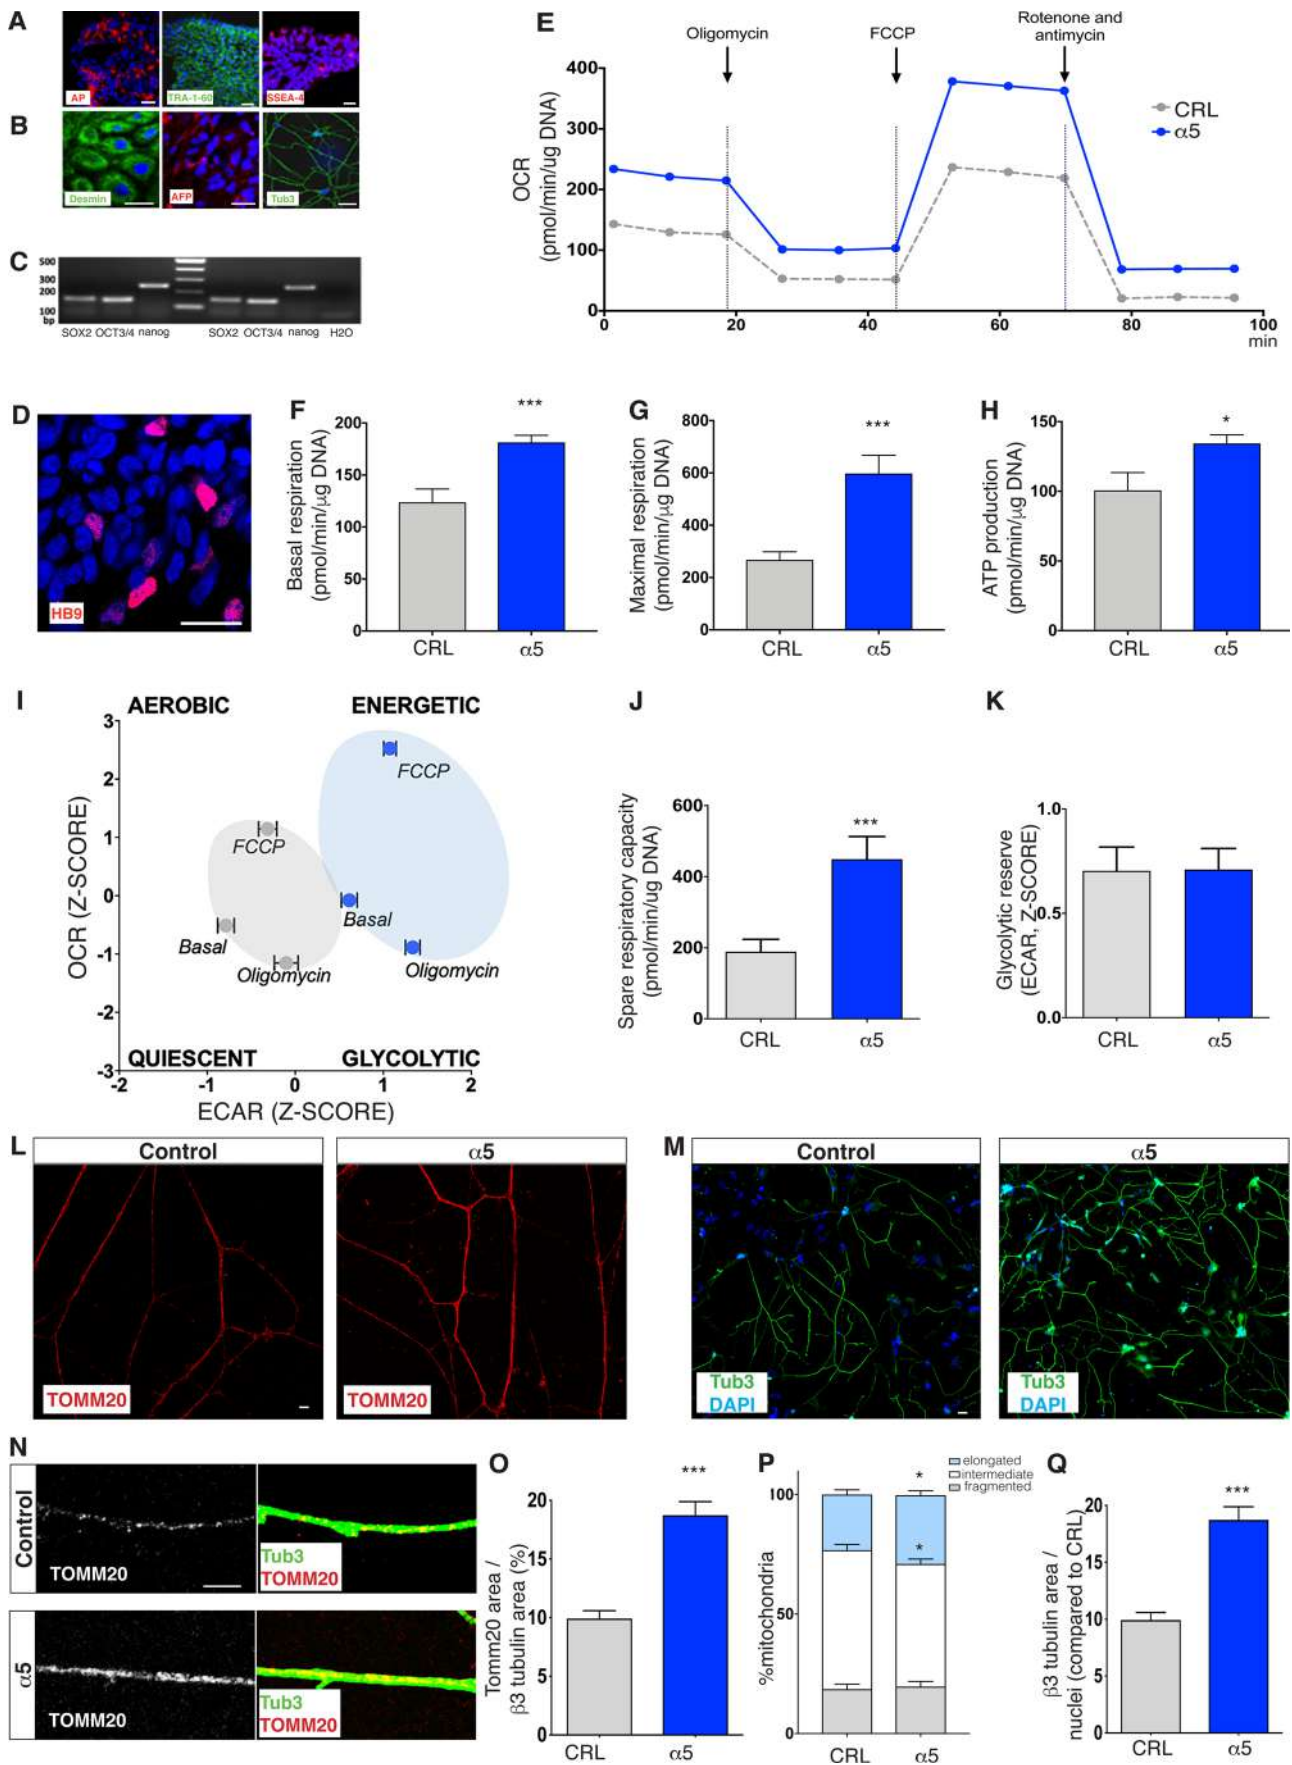 A
AP
TRA-1-60
SSEA-4
B
Desmin
AFP
Tub3
C
500
300
200
100
bp
SOX2 OCT3/4 nanog
SOX2 OCT3/4 nanog H2O
D
HB9
E
Oligomycin
FCCP
Rotenone and
antimycin
OCR
(pmol/min/ug DNA)
400
300
200
100
0
0 20 40 60 80 100
min
CRL
α5
F
Basal respiration
(pmol/min/µg DNA)
200
150
100
50
0
***
CRL α5
G
Maximal respiration
(pmol/min/µg DNA)
800
600
400
200
0
***
CRL α5
H
ATP production
(pmol/min/µg DNA)
150
100
50
0
*
CRL α5
I
AEROBIC ENERGETIC
OCR (Z-SCORE)
3
2
1
0
-1
-2
-3
FCCP
FCCP
Basal
Basal
Oligomycin
Oligomycin
QUIESCENT GLYCOLYTIC
-2 -1 0 1 2
ECAR (Z-SCORE)
J
Spare respiratory capacity
(pmol/min/ug DNA)
600
400
200
0
***
CRL α5
K
Glycolytic reserve
(ECAR, Z-SCORE)
1.0
0.5
0.0
CRL α5
L
Control α5
TOMM20
TOMM20
M
Control α5
Tub3
DAPI
Tub3
DAPI
N
Control
TOMM20
Tub3
TOMM20
α5
TOMM20
Tub3
TOMM20
O
Tomm20 area /
β3 tubulin area (%)
20
15
10
5
0
***
CRL α5
P
elongated
intermediate
fragmented
%mitochondria
100
50
0
*
*
CRL α5
Q
β3 tubulin area /
nuclei (compared to CRL)
20
15
10
5
0
***
CRL α5